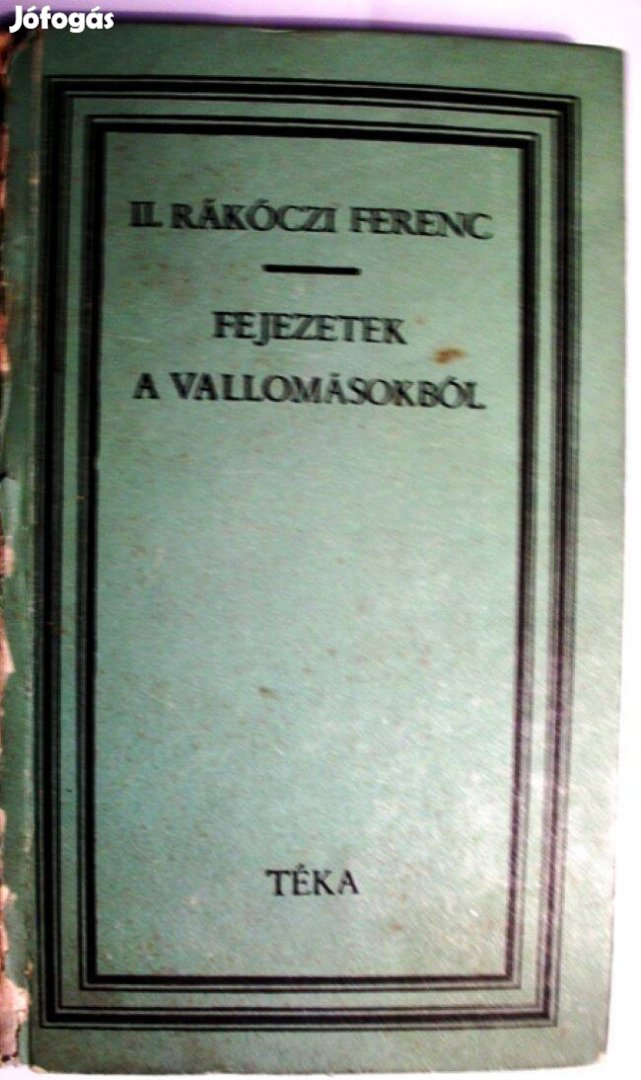 Jófogás
II. RÁKÓCZI FERENC
FEJEZETEK
A VALLOMÁSOKBÓL
TÉKA